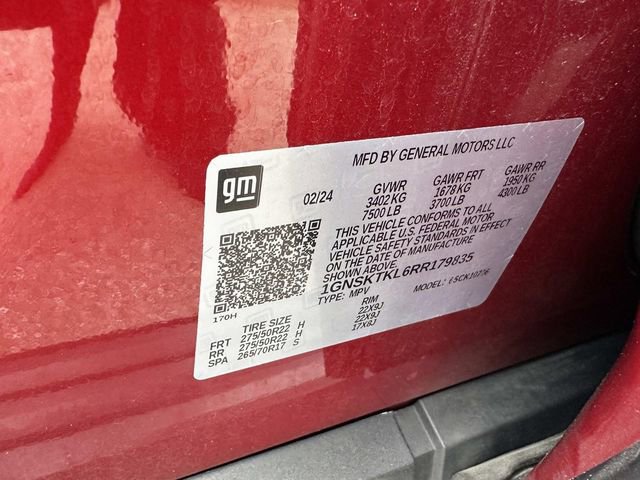 MFD BY GENERAL MOTORS LLC
gm
02/24
GVWR GAWR FRT GAWR RR
3402 KG 1678 KG 1950 KG
7500 LB 3700 LB 4300 LB
THIS VEHICLE CONFORMS TO ALL
APPLICABLE U.S. FEDERAL MOTOR
VEHICLE SAFETY STANDARDS IN EFFECT
ON THE DATE OF MANUFACTURE
SHOWN ABOVE.
1GNSKTKL6RR179835
TYPE: MPV MODEL:
170H
TIRE SIZE RIM
FRT 275/50R22 H 22X9J
RR 275/50R22 H 22X9J
SPA 265/70R17 S 17X8J